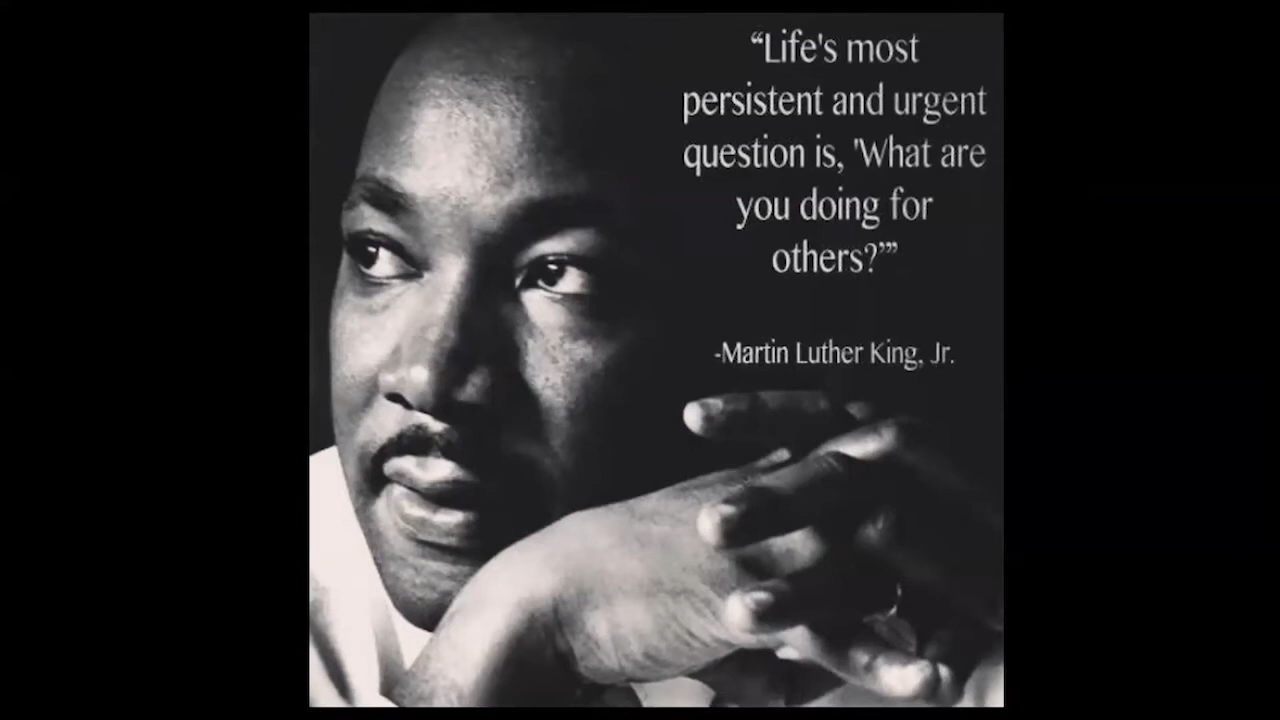 “Life's most
persistent and urgent
question is, 'What are
you doing for
others?’”
-Martin Luther King, Jr.